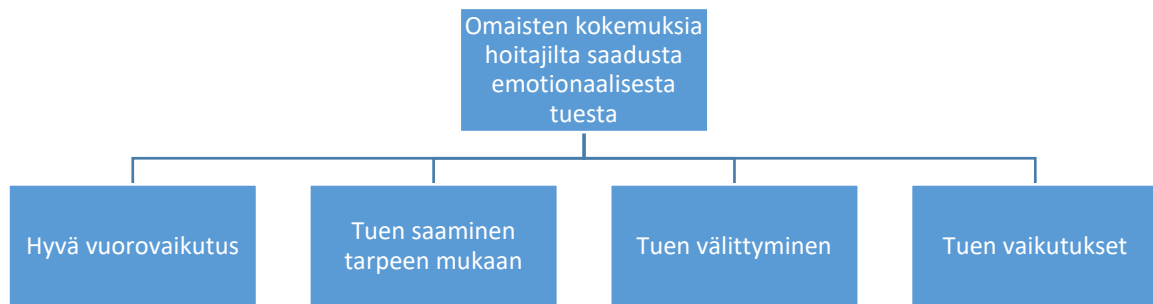 Omaisten kokemuksia
hoitajilta saadusta
emotionaalisesta
tuesta
Hyvä vuorovaikutus
Tuen saaminen
tarpeen mukaan
Tuen välittyminen
Tuen vaikutukset